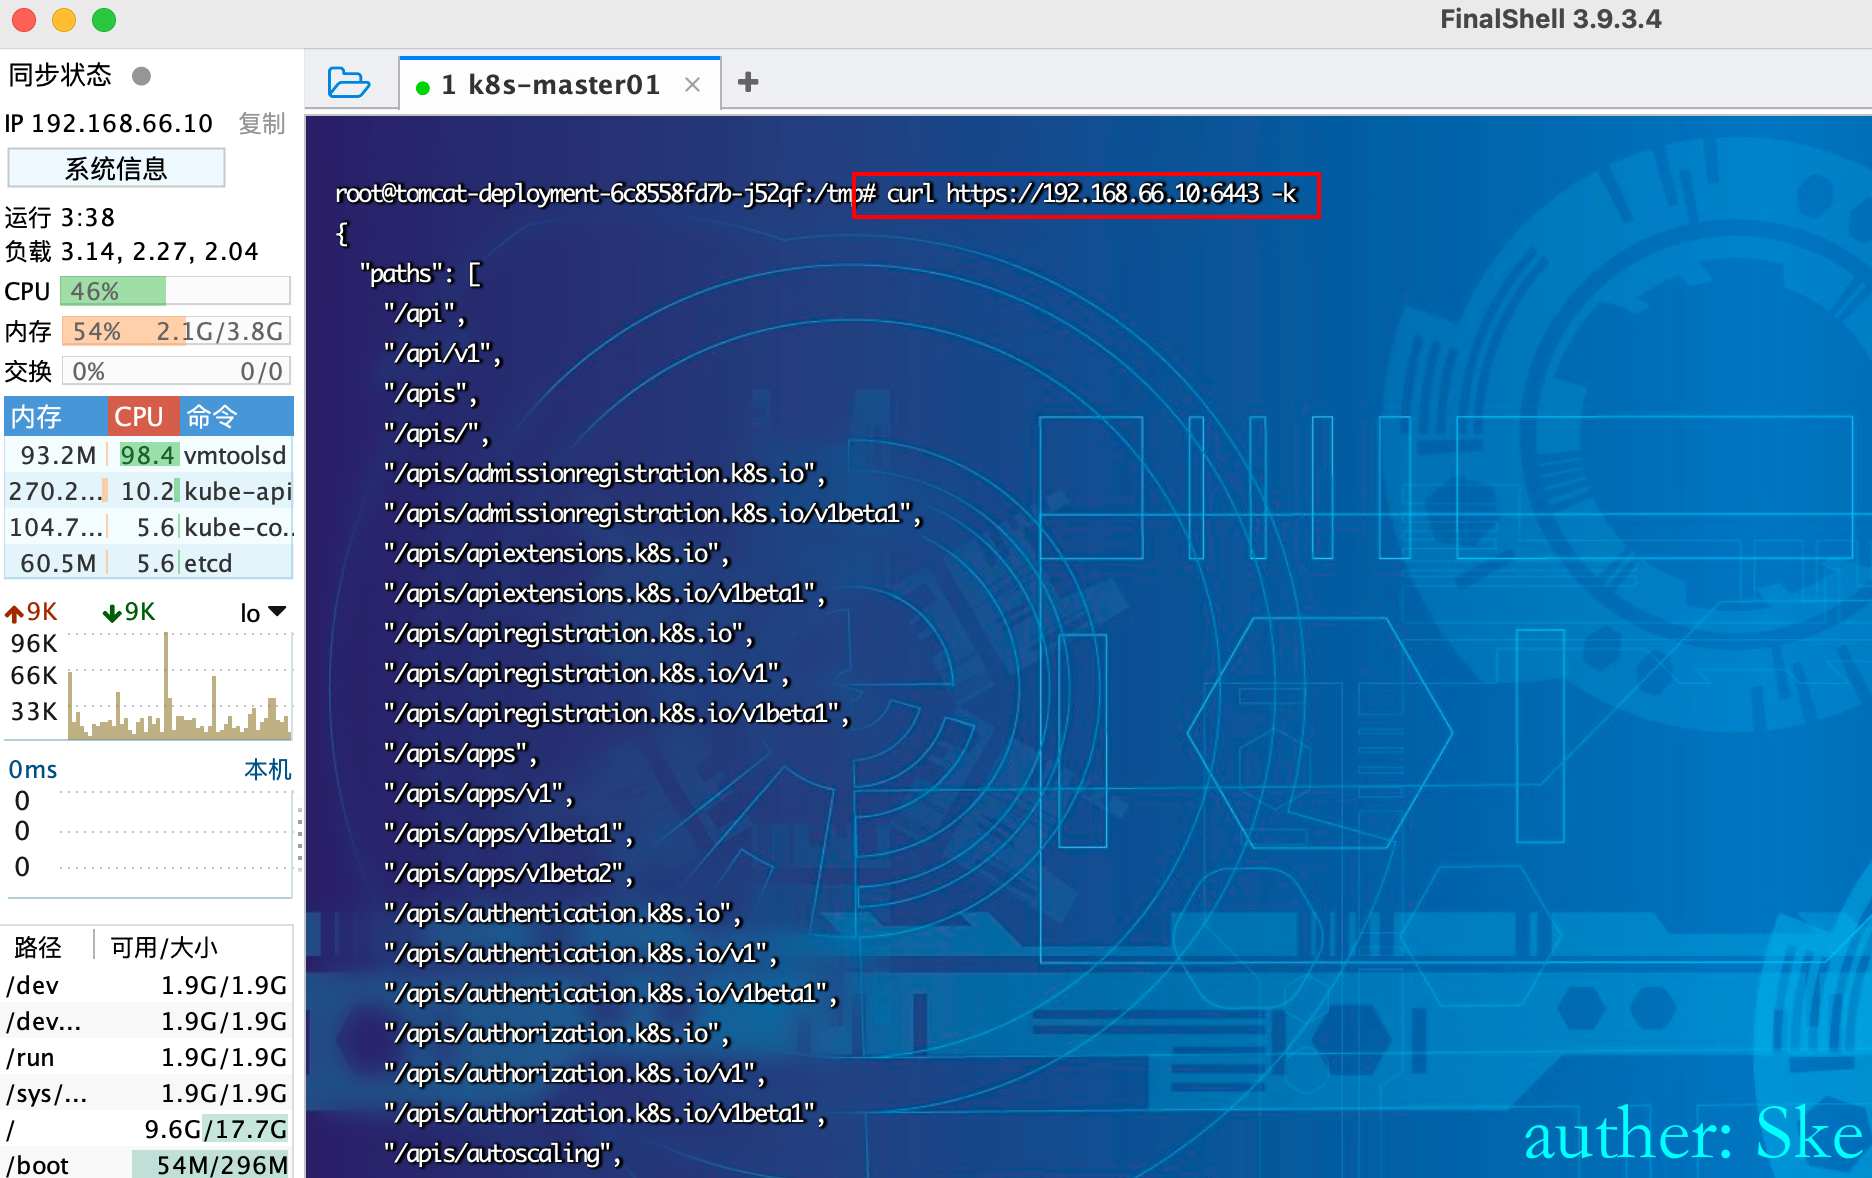 FinalShell 3.9.3.4
同步状态
IP 192.168.66.10 复制
系统信息
运行 3:38
负载 3.14, 2.27, 2.04
CPU 46%
内存 54% 2.1G/3.8G
交换 0% 0/0
内存 CPU 命令
93.2M 98.4 vmtoolsd
270.2... 10.2 kube-api
104.7... 5.6 kube-co..
60.5M 5.6 etcd
9K 9K lo
96K
66K
33K
0ms 本机
0
0
0
路径 可用/大小
/dev 1.9G/1.9G
/dev... 1.9G/1.9G
/run 1.9G/1.9G
/sys/... 1.9G/1.9G
/ 9.6G/17.7G
/boot 54M/296M
1 k8s-master01
root@tomcat-deployment-6c8558fd7b-j52qf:/tmp# curl https://192.168.66.10:6443 -k
{
"paths": [
"/api",
"/api/v1",
"/apis",
"/apis/",
"/apis/admissionregistration.k8s.io",
"/apis/admissionregistration.k8s.io/v1beta1",
"/apis/apiextensions.k8s.io",
"/apis/apiextensions.k8s.io/v1beta1",
"/apis/apiregistration.k8s.io",
"/apis/apiregistration.k8s.io/v1",
"/apis/apiregistration.k8s.io/v1beta1",
"/apis/apps",
"/apis/apps/v1",
"/apis/apps/v1beta1",
"/apis/apps/v1beta2",
"/apis/authentication.k8s.io",
"/apis/authentication.k8s.io/v1",
"/apis/authentication.k8s.io/v1beta1",
"/apis/authorization.k8s.io",
"/apis/authorization.k8s.io/v1",
"/apis/authorization.k8s.io/v1beta1",
"/apis/autoscaling",
auther: Ske